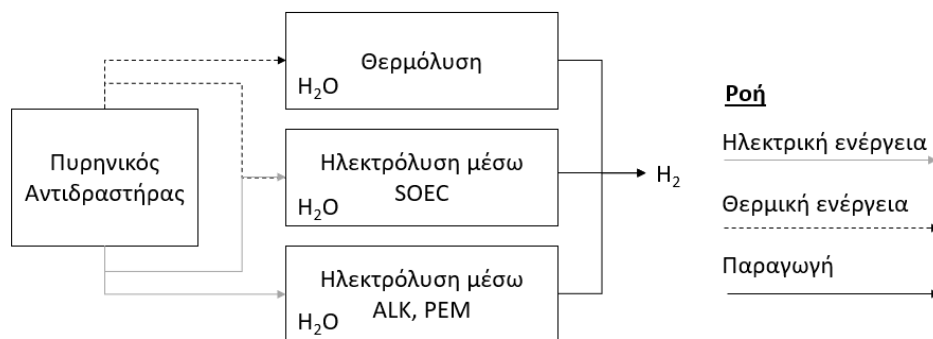 Θερμόλυση
H₂O
Πυρηνικός
Αντιδραστήρας
Ηλεκτρόλυση μέσω
SOEC
H₂O
Ηλεκτρόλυση μέσω
ALK, PEM
H₂O
H₂
Ροή
Ηλεκτρική ενέργεια
Θερμική ενέργεια
Παραγωγή